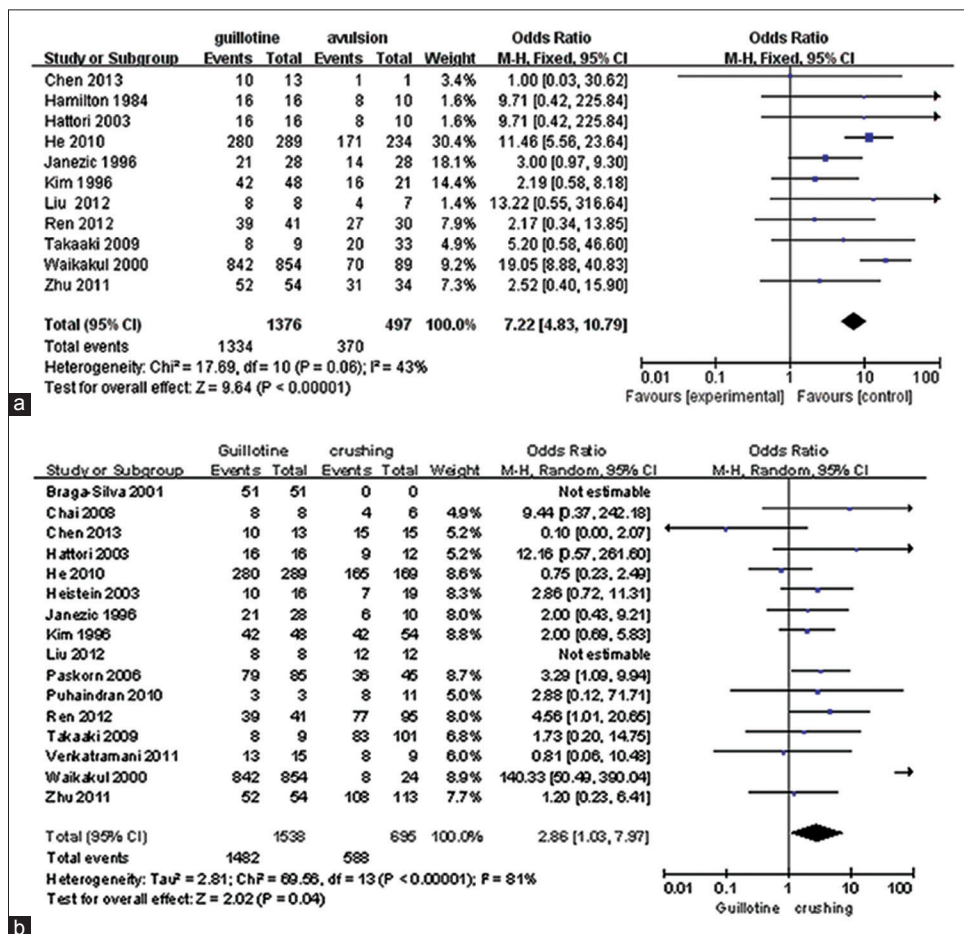 guillotine avulsion Odds Ratio Odds Ratio
Study or Subgroup Events Total Events Total Weight M-H, Fixed, 95% CI M-H, Fixed, 95% CI
Chen 2013 10 13 1 1 3.4% 1.00 [0.03, 30.62]
Hamilton 1984 16 16 8 10 1.6% 9.71 [0.42, 225.84]
Hattori 2003 16 16 8 10 1.6% 9.71 [0.42, 225.84]
He 2010 280 289 171 234 30.4% 11.46 [5.56, 23.64]
Janezic 1996 21 28 14 28 18.1% 3.00 [0.97, 9.30]
Kim 1996 42 48 16 21 14.4% 2.19 [0.58, 8.18]
Liu 2012 8 8 4 7 1.4% 13.22 [0.55, 316.64]
Ren 2012 39 41 27 30 7.7% 2.17 [0.34, 13.85]
Takaaki 2009 8 9 20 33 4.9% 5.20 [0.58, 46.60]
Waikakul 2000 842 854 70 89 9.2% 19.05 [8.88, 40.83]
Zhu 2011 52 54 31 34 7.3% 2.52 [0.40, 15.90]
Total (95% CI) 1376 497 100.0% 7.22 [4.83, 10.79]
Total events 1334 370
Heterogeneity: Chi² = 17.69, df = 10 (P = 0.06); I² = 43%
Test for overall effect: Z = 9.64 (P < 0.00001)
0.01 0.1 1 10 100
Favours [experimental] Favours [control]
a
Guillotine crushing Odds Ratio Odds Ratio
Study or Subgroup Events Total Events Total Weight M-H, Random, 95% CI M-H, Random, 95% CI
Braga-Silva 2001 51 51 0 0 Not estimable
Chai 2008 8 8 4 6 4.9% 9.44 [0.37, 242.18]
Chen 2013 10 13 15 15 5.2% 0.10 [0.00, 2.07]
Hattori 2003 16 16 9 12 5.2% 12.16 [0.57, 261.60]
He 2010 280 289 165 169 8.6% 0.75 [0.23, 2.49]
Heistein 2003 10 16 7 19 8.3% 2.86 [0.72, 11.31]
Janezic 1996 21 28 6 10 8.0% 2.00 [0.43, 9.21]
Kim 1996 42 48 42 54 8.8% 2.00 [0.69, 5.83]
Liu 2012 8 8 12 12 Not estimable
Paskorn 2006 79 85 36 45 8.7% 3.29 [1.09, 9.94]
Puhaindran 2010 3 3 8 11 5.0% 2.88 [0.12, 71.71]
Ren 2012 39 41 77 95 8.0% 4.56 [1.01, 20.65]
Takaaki 2009 8 9 83 101 6.8% 1.73 [0.20, 14.75]
Venkatramani 2011 13 15 8 9 6.0% 0.81 [0.06, 10.48]
Waikakul 2000 842 854 8 24 8.9% 140.33 [50.49, 390.04]
Zhu 2011 52 54 108 113 7.7% 1.20 [0.23, 6.41]
Total (95% CI) 1538 695 100.0% 2.86 [1.03, 7.97]
Total events 1482 588
Heterogeneity: Tau² = 2.81; Chi² = 69.56, df = 13 (P < 0.00001); I² = 81%
Test for overall effect: Z = 2.02 (P = 0.04)
0.01 0.1 1 10 100
Guillotine crushing
b